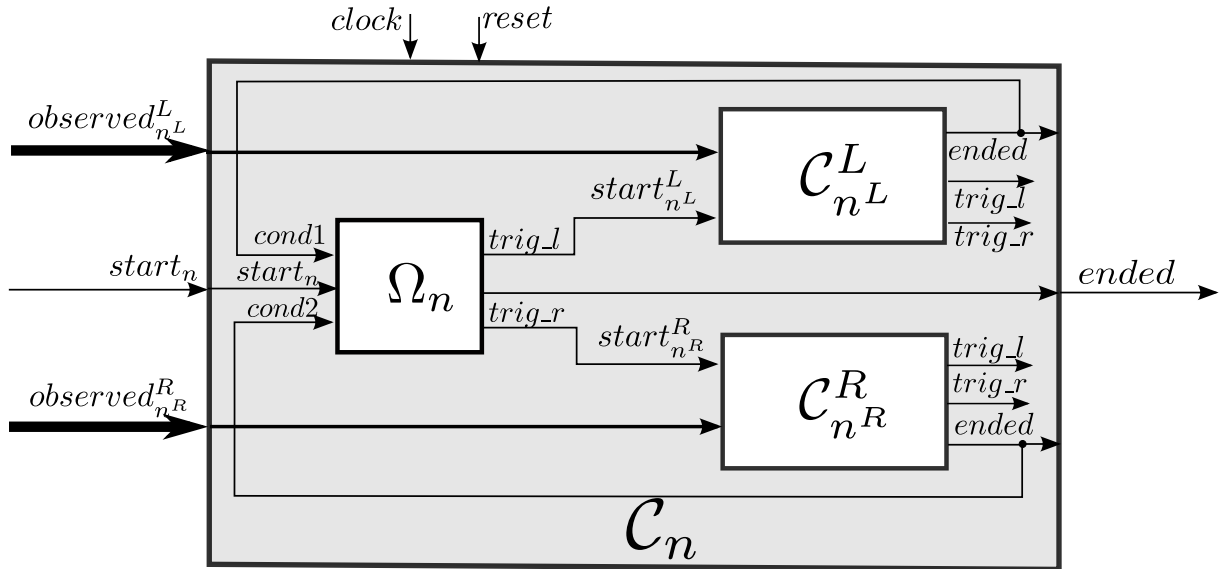 clock reset
observed^L_{n^L}
ended
C^L_{n^L}
start^L_{n^L}
trig_l
trig_r
cond1
trig_l
start_n
start_n
Ω_n
ended
cond2
trig_r
start^R_{n^R}
trig_l
trig_r
observed^R_{n^R}
C^R_{n^R}
ended
C_n